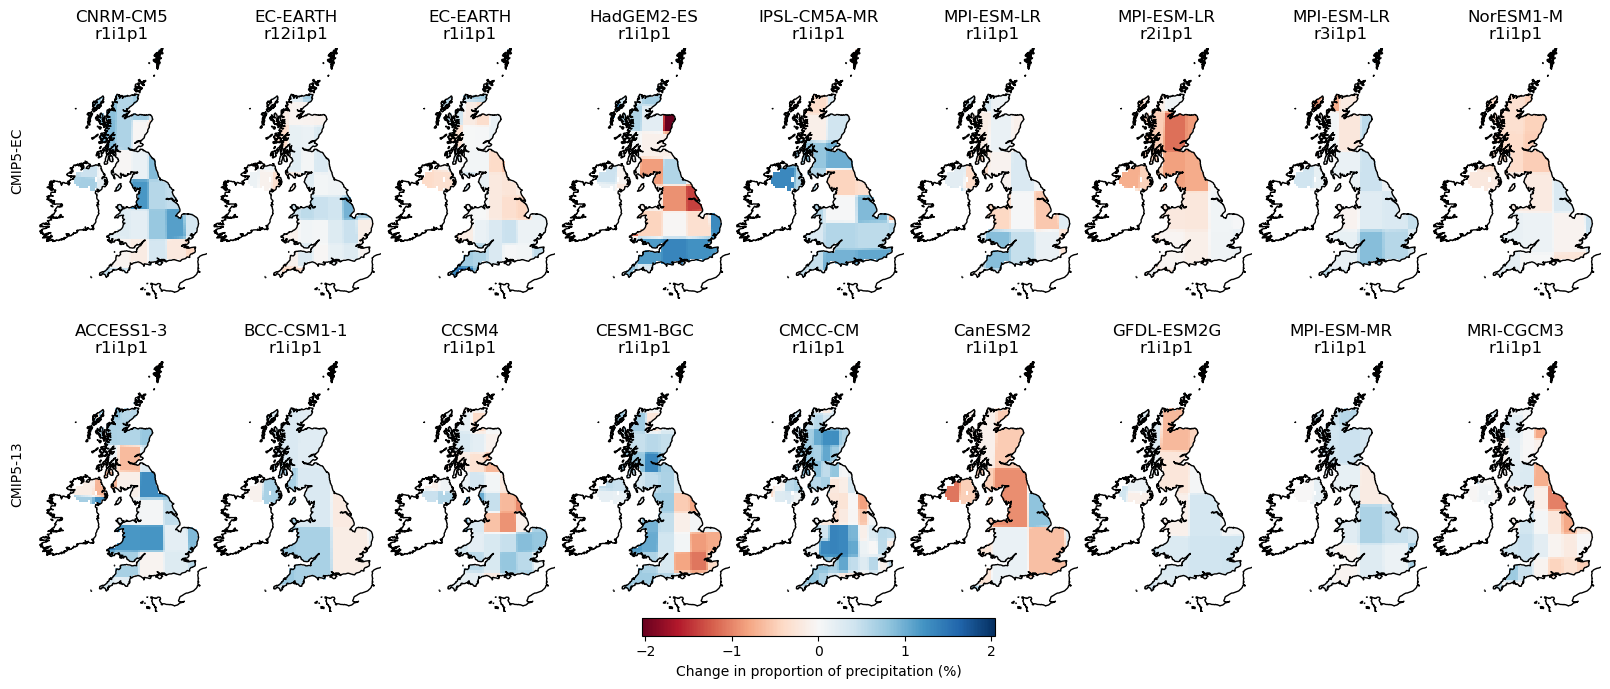 CNRM-CM5 EC-EARTH EC-EARTH HadGEM2-ES IPSL-CM5A-MR MPI-ESM-LR MPI-ESM-LR MPI-ESM-LR NorESM1-M
r1i1p1 r12i1p1 r1i1p1 r1i1p1 r1i1p1 r1i1p1 r2i1p1 r3i1p1 r1i1p1
CMIP5-EC
ACCESS1-3 BCC-CSM1-1 CCSM4 CESM1-BGC CMCC-CM CanESM2 GFDL-ESM2G MPI-ESM-MR MRI-CGCM3
r1i1p1 r1i1p1 r1i1p1 r1i1p1 r1i1p1 r1i1p1 r1i1p1 r1i1p1 r1i1p1
CMIP5-13
−2 −1 0 1 2
Change in proportion of precipitation (%)